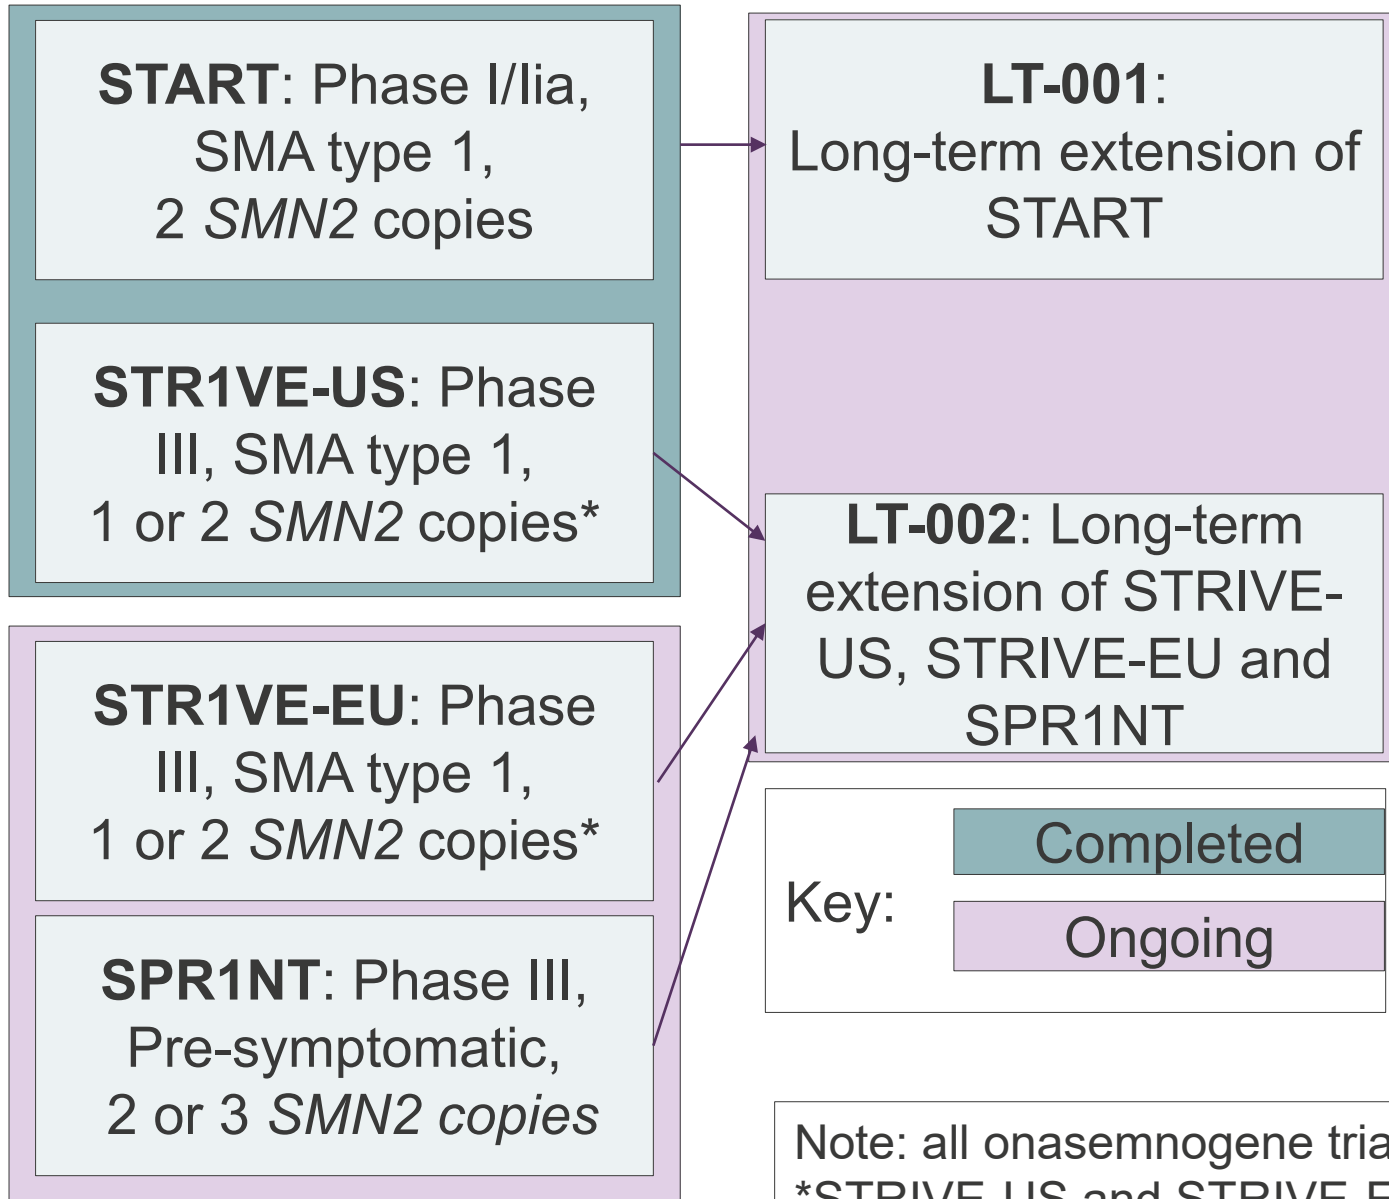 START: Phase I/Iia,
SMA type 1,
2 SMN2 copies
STR1VE-US: Phase
III, SMA type 1,
1 or 2 SMN2 copies*
STR1VE-EU: Phase
III, SMA type 1,
1 or 2 SMN2 copies*
SPR1NT: Phase III,
Pre-symptomatic,
2 or 3 SMN2 copies
LT-001:
Long-term extension of
START
LT-002: Long-term
extension of STRIVE-
US, STRIVE-EU and
SPR1NT
Key:
Completed
Ongoing
Note: all onasemnogene
*STRIVE-US and